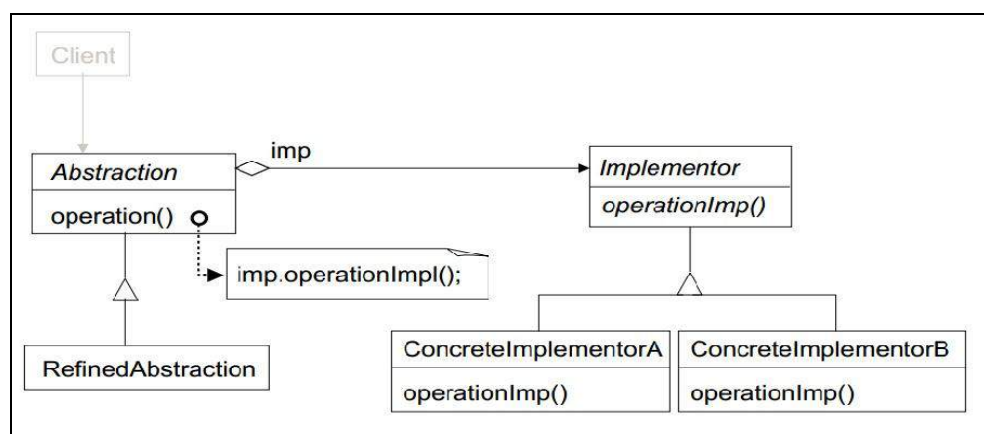 Client
imp
Abstraction
Implementor
operation()
operationImp()
imp.operationImpl();
RefinedAbstraction
ConcreteImplementorA
operationImp()
ConcreteImplementorB
operationImp()